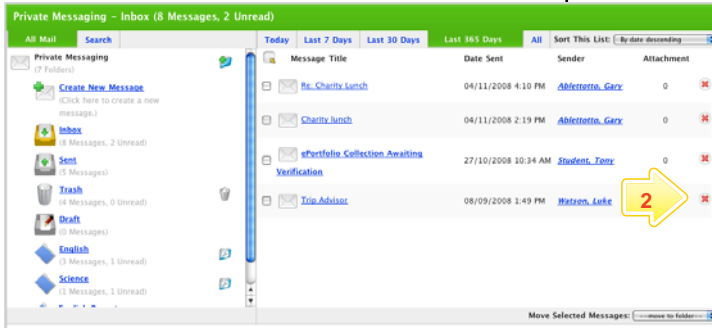 Private Messaging – Inbox (8 Messages, 2 Unread)
All Mail Search
Today Last 7 Days Last 30 Days Last 365 Days All Sort This List: By date descending
Private Messaging
(7 Folders)
Create New Message
(Click here to create a new
message.)
Inbox
(8 Messages, 2 Unread)
Sent
(5 Messages)
Trash
(4 Messages, 0 Unread)
Draft
(0 Messages)
English
(3 Messages, 1 Unread)
Science
(1 Messages, 1 Unread)
Message Title Date Sent Sender Attachment
Re: Charity Lunch 04/11/2008 4:10 PM Ablettotto, Gary 0
Charity lunch 04/11/2008 2:19 PM Ablettotto, Gary 0
ePortfolio Collection Awaiting
Verification 27/10/2008 10:34 AM Student, Tony 0
Trip Advisor 08/09/2008 1:49 PM Watson, Luke 2
Move Selected Messages: ---move to folder---